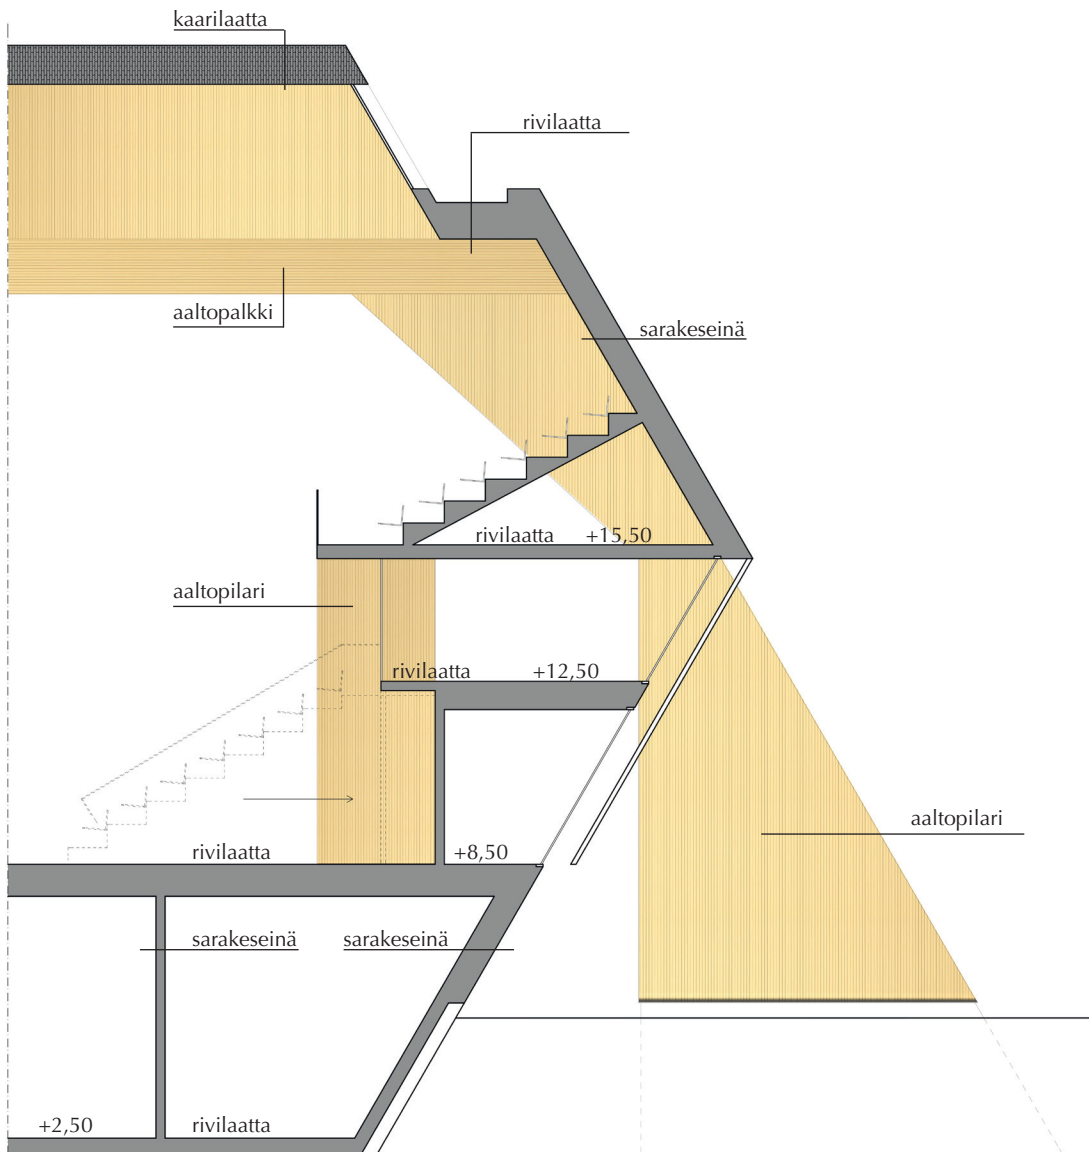 kaarilaatta
rivilaatta
aaltopalkki
sarakeseinä
rivilaatta +15,50
aaltopilari
rivilaatta +12,50
aaltopilari
rivilaatta +8,50
sarakeseinä sarakeseinä
+2,50 rivilaatta